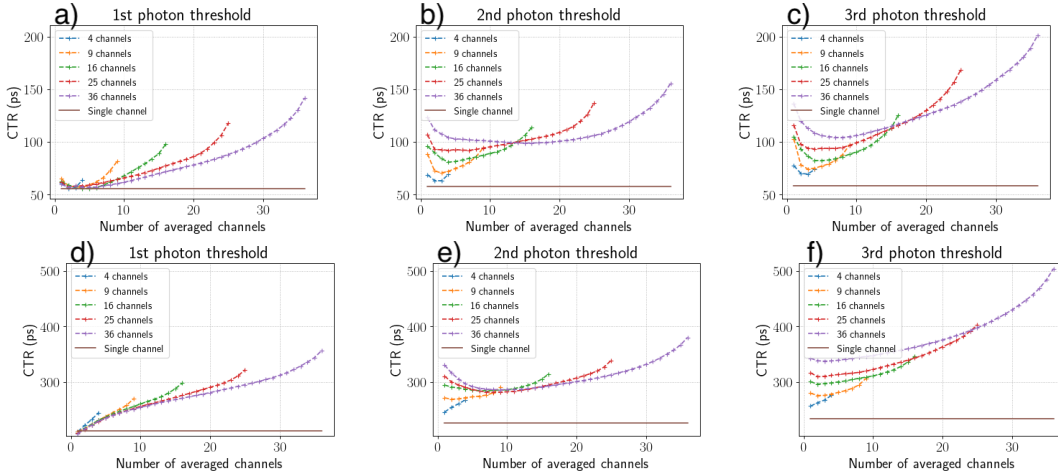 a)
1st photon threshold
200
150
100
50
CTR (ps)
4 channels
9 channels
16 channels
25 channels
36 channels
Single channel
0
10
20
30
Number of averaged channels
b)
2nd photon threshold
200
150
100
50
CTR (ps)
4 channels
9 channels
16 channels
25 channels
36 channels
Single channel
0
10
20
30
Number of averaged channels
c)
3rd photon threshold
200
150
100
50
CTR (ps)
4 channels
9 channels
16 channels
25 channels
36 channels
Single channel
0
10
20
30
Number of averaged channels
d)
1st photon threshold
500
400
300
CTR (ps)
4 channels
9 channels
16 channels
25 channels
36 channels
Single channel
0
10
20
30
Number of averaged channels
e)
2nd photon threshold
500
400
300
CTR (ps)
4 channels
9 channels
16 channels
25 channels
36 channels
Single channel
0
10
20
30
Number of averaged channels
f)
3rd photon threshold
500
400
300
CTR (ps)
4 channels
9 channels
16 channels
25 channels
36 channels
Single channel
0
10
20
30
Number of averaged channels